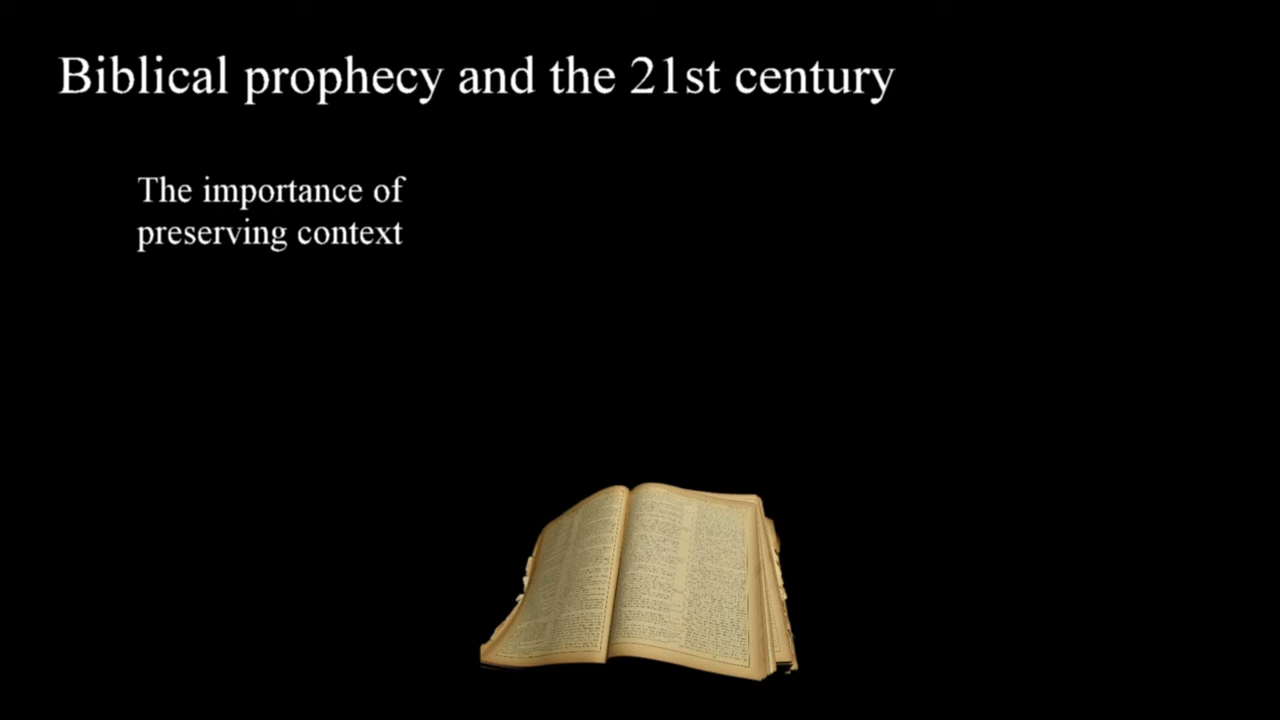 Biblical prophecy and the 21st century
The importance of
preserving context